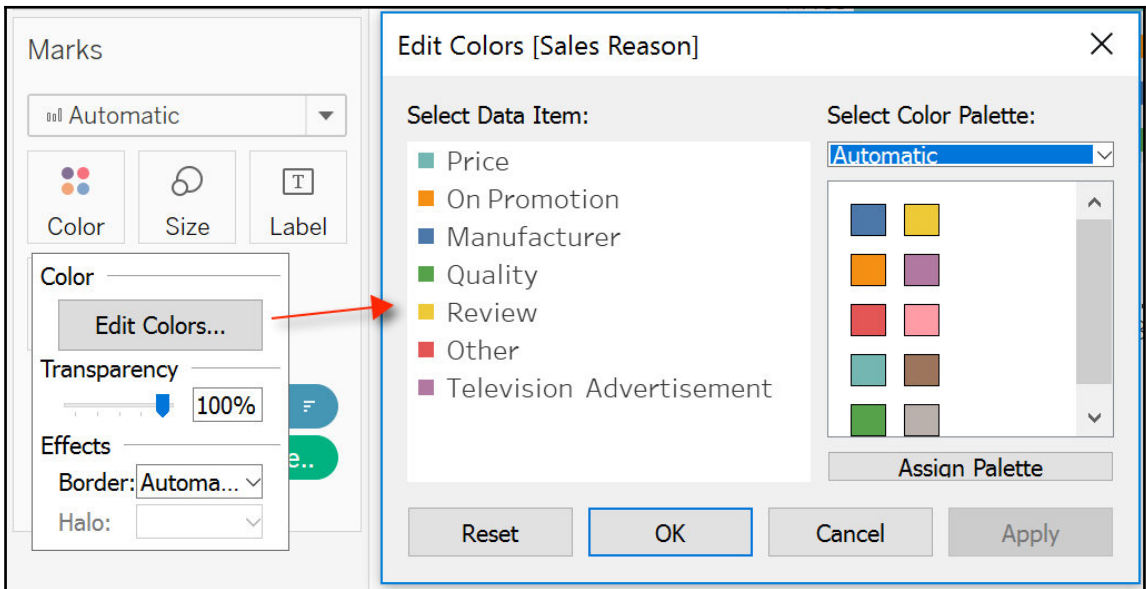 Marks
Automatic
Color
Size
T
Label
Color
Edit Colors...
Transparency
100%
Effects
Border:
Automa...
Halo:
e..
Edit Colors [Sales Reason]
Select Data Item:
Price
On Promotion
Manufacturer
Quality
Review
Other
Television Advertisement
Select Color Palette:
Automatic
Assign Palette
Reset
OK
Cancel
Apply